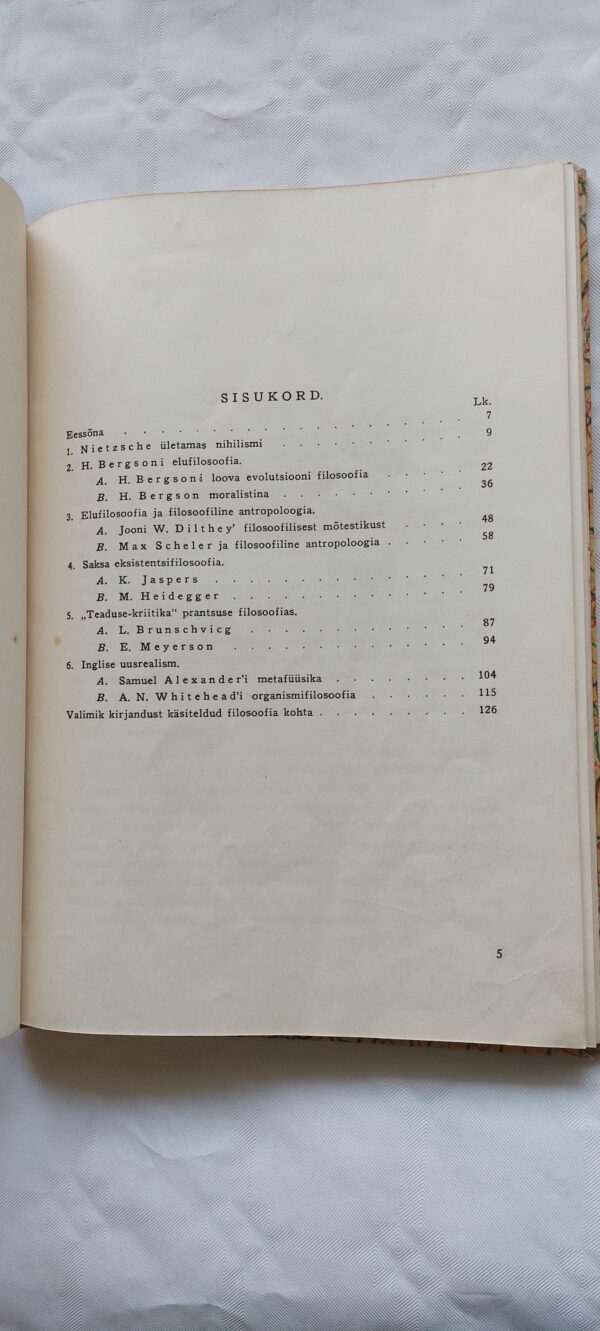 SISUKORD.
Lk.
Eessõna . . . . . . . . . . . . . . . . . . . 7
1. Nietzsche ületamas nihilismi . . . . . . . . . 9
2. H. Bergsoni elufilosoofia.
A. H. Bergsoni loova evolutsiooni filosoofia . . . . 22
B. H. Bergson moralistina . . . . . . . . 36
3. Elufilosoofia ja filosoofiline antropoloogia.
A. Jooni W. Dilthey' filosoofilisest mõtestikust . . . . 48
B. Max Scheler ja filosoofiline antropoloogia . . . . 58
4. Saksa eksistentsifilosoofia.
A. K. Jaspers . . . . . . . . . . . 71
B. M. Heidegger . . . . . . . . . . 79
5. „Teaduse-kriitika“ prantsuse filosoofias.
A. L. Brunschvicg . . . . . . . . . 87
B. E. Meyerson . . . . . . . . . . 94
6. Inglise uusrealism.
A. Samuel Alexander'i metafüüsika . . . . . . 104
B. A. N. Whitehead'i organismifilosoofia . . . . . 115
Valimik kirjandust käsiteldud filosoofia kohta . . . . . . . . . 126
5